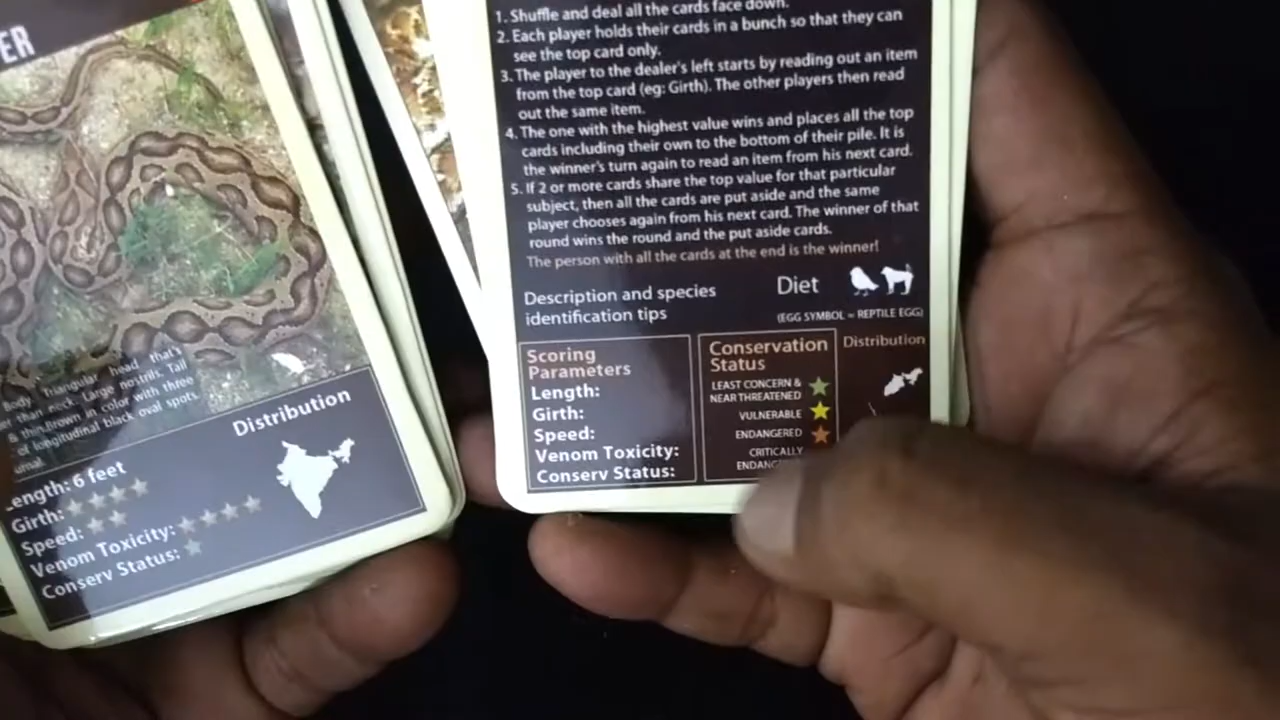 ER
Body Triangular head that's
than neck. Large nostrils. Tail
& thin. Brown in color with three
of longitudinal black oval spots.
Distribution
ength: 6 feet
Girth:
Speed:
Venom Toxicity:
Conserv Status:
1. Shuffle and deal all the cards face down.
2. Each player holds their cards in a bunch so that they can
see the top card only.
3. The player to the dealer's left starts by reading out an item
from the top card (eg: Girth). The other players then read
out the same item.
4. The one with the highest value wins and places all the top
cards including their own to the bottom of their pile. It is
the winner's turn again to read an item from his next card.
5. If 2 or more cards share the top value for that particular
subject, then all the cards are put aside and the same
player chooses again from his next card. The winner of that
round wins the round and the put aside cards.
The person with all the cards at the end is the winner!
Description and species
identification tips
Diet
(EGG SYMBOL = REPTILE EGG)
Scoring
Parameters
Length:
Girth:
Speed:
Venom Toxicity:
Conserv Status:
Conservation
Status
LEAST CONCERN &
NEAR THREATENED
VULNERABLE
ENDANGERED
CRITICALLY
Distribution